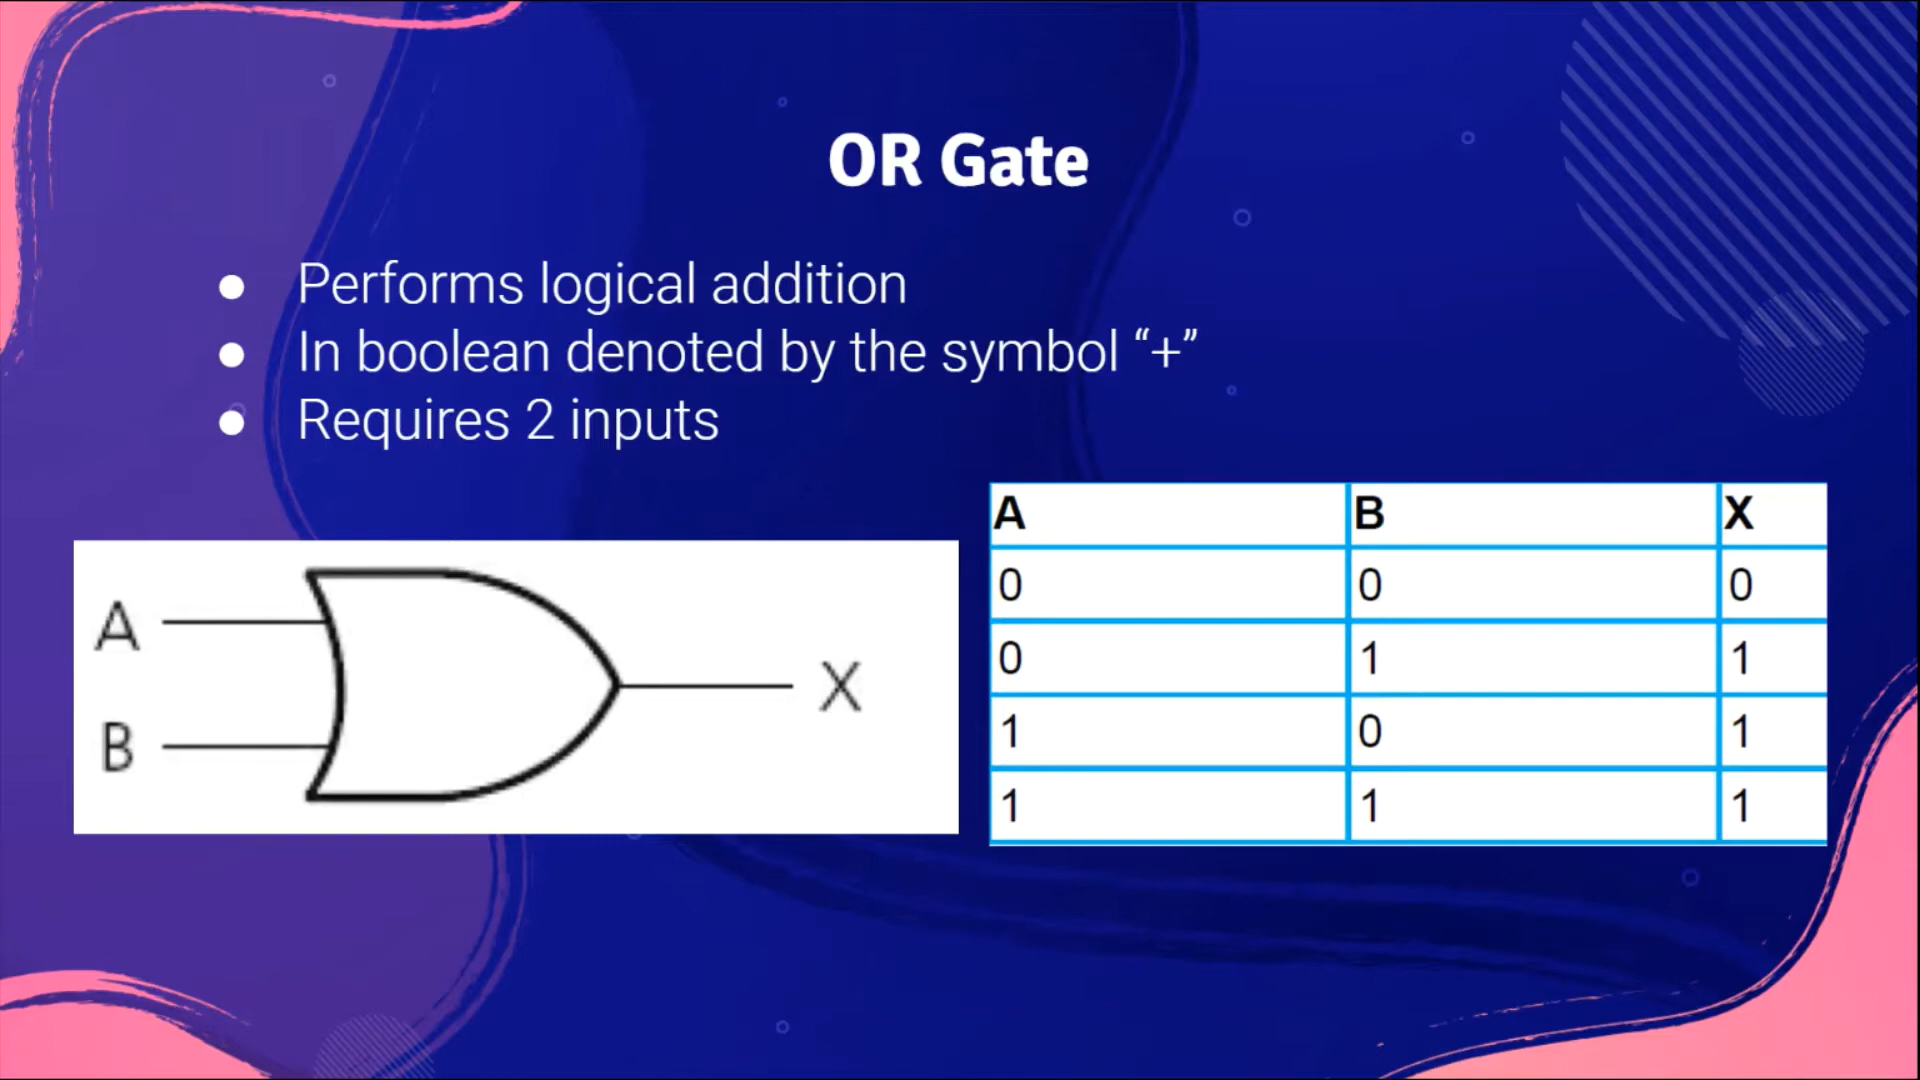 OR Gate
● Performs logical addition
● In boolean denoted by the symbol “+”
● Requires 2 inputs
A
B
X
A B X
0 0 0
0 1 1
1 0 1
1 1 1